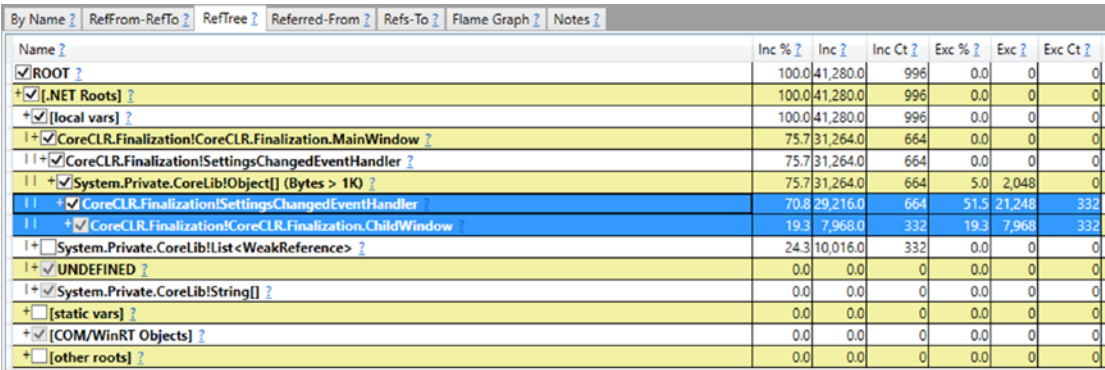 By Name ? RefFrom-RefTo ? RefTree ? Referred-From ? Refs-To ? Flame Graph ? Notes ?
Name ? Inc % ? Inc ? Inc Ct ? Exc % ? Exc ? Exc Ct ?
ROOT ? 100.0 41,280.0 996 0.0 0 0
+ [.NET Roots] ? 100.0 41,280.0 996 0.0 0 0
+ [local vars] ? 100.0 41,280.0 996 0.0 0 0
| + CoreCLR.Finalization!CoreCLR.Finalization.MainWindow ? 75.7 31,264.0 664 0.0 0 0
| | + CoreCLR.Finalization!SettingsChangedEventHandler ? 75.7 31,264.0 664 0.0 0 0
| | + System.Private.CoreLib!Object[] (Bytes > 1K) ? 75.7 31,264.0 664 5.0 2,048 0
| | + CoreCLR.Finalization!SettingsChangedEventHandler ? 70.8 29,216.0 664 51.5 21,248 332
| | + CoreCLR.Finalization!CoreCLR.Finalization.ChildWindow ? 19.3 7,968.0 332 19.3 7,968 332
| + System.Private.CoreLib!List<WeakReference> ? 24.3 10,016.0 332 0.0 0 0
| + UNDEFINED ? 0.0 0.0 0 0.0 0 0
| + System.Private.CoreLib!String[] ? 0.0 0.0 0 0.0 0 0
+ [static vars] ? 0.0 0.0 0 0.0 0 0
+ [COM/WinRT Objects] ? 0.0 0.0 0 0.0 0 0
+ [other roots] ? 0.0 0.0 0 0.0 0 0